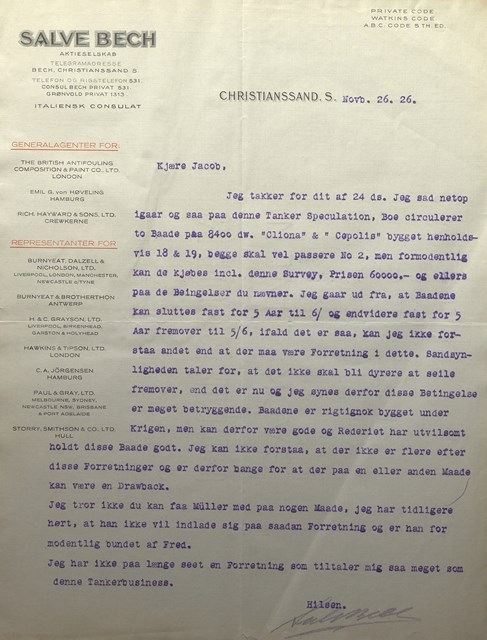 PRIVATE CODE
WATKINS CODE
A.B.C. CODE 5TH. ED.
SALVE BECH
AKTIESELSKAB
TELEGRAMADRESSE
BECH, CHRISTIANSSAND S.
TELEFON OG RIGSTELEFON 531.
CONSUL BECH PRIVAT 531.
GRØNVOLD PRIVAT 1313
ITALIENSK CONSULAT
CHRISTIANSSAND. S. Novb. 26. 26.
GENERALAGENTER FOR:
THE BRITISH ANTIFOULING
COMPOSITION & PAINT CO. LTD.
LONDON
EMIL G. von HØVELING
HAMBURG
RICH. HAYWARD & SONS. LTD.
CREWKERNE
REPRESENTANTER FOR
BURNYEAT, DALZELL &
NICHOLSON, LTD.
LIVERPOOL, LONDON, MANCHESTER,
NEWCASTLE A/TYNE
BURNYEAT & BROTHERTON
ANTWERP
H. & C. GRAYSON. LTD.
LIVERPOOL, BIRKENHEAD,
GARSTON & HOLYHEAD
HAWKINS & TIPSON. LTD.
LONDON
C. A. JÖRGENSEN
HAMBURG
PAUL & GRAY, LTD.
MELBOURNE, SYDNEY,
NEWCASTLE NSW, BRISBANE
& PORT ADELAIDE
STORRY, SMITHSON & CO. LTD.
HULL
Kjære Jacob,
Jeg takker for dit af 24 ds. Jeg sad netop
igaar og saa paa denne Tanker Speculation, Boe circulerer
to Baade paa 8400 dw. "Cliona" & " Cepolis" bygget henholds-
vis 18 & 19, begge skal vel passere No 2, men formodentlig
kan de kjøbes incl. denne Survey, Prisen 60000.- og ellers
paa de Beingelser du nævner. Jeg gaar ud fra, at Baadene
kan sluttes fast for 5 Aar til 6/ og endvidere fast for 5
Aar fremover til 5/6, ifald det er saa, kan jeg ikke for-
staa andet end at der maa være Forretning i dette. Sandsyn-
ligheden taler for, at det ikke skal bli dyrere at seile
fremover, end det er nu og jeg synes derfor disse Betingelse
er meget betryggende. Baadene er rigtignok bygget under
Krigen, men kan derfor være gode og Rederiet har utvilsomt
holdt disse Baade godt. Jeg kan ikke forstaa, at der ikke er flere efter
disse Forretninger og er derfor bange for at der paa en eller anden Maade
kan være en Drawback.
Jeg tror ikke du kan faa Müller med paa nogen Maade, jeg har tidligere
hørt, at han ikke vil indlade sig paa saadan Forretning og er han for
modentlig bundet af Fred.
Jeg har ikke paa længe seet en Forretning som tiltaler mig saa meget som
denne Tankerbusiness.
Hilsen.
Salve Bech